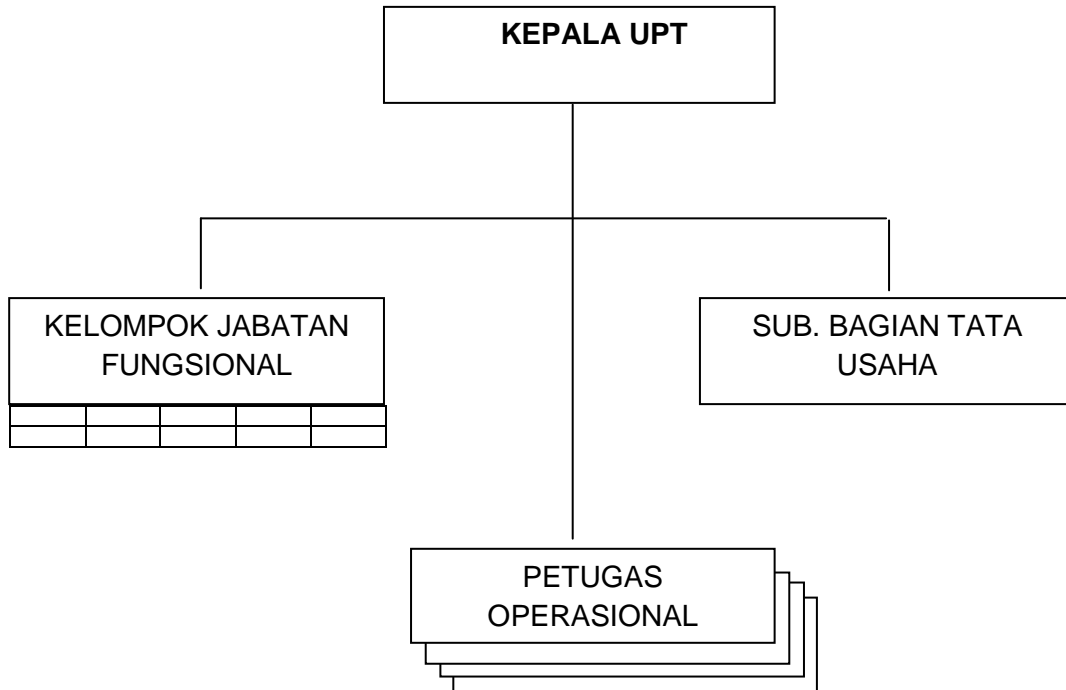 KEPALA UPT
KELOMPOK JABATAN
FUNGSIONAL
SUB. BAGIAN TATA
USAHA
PETUGAS
OPERASIONAL